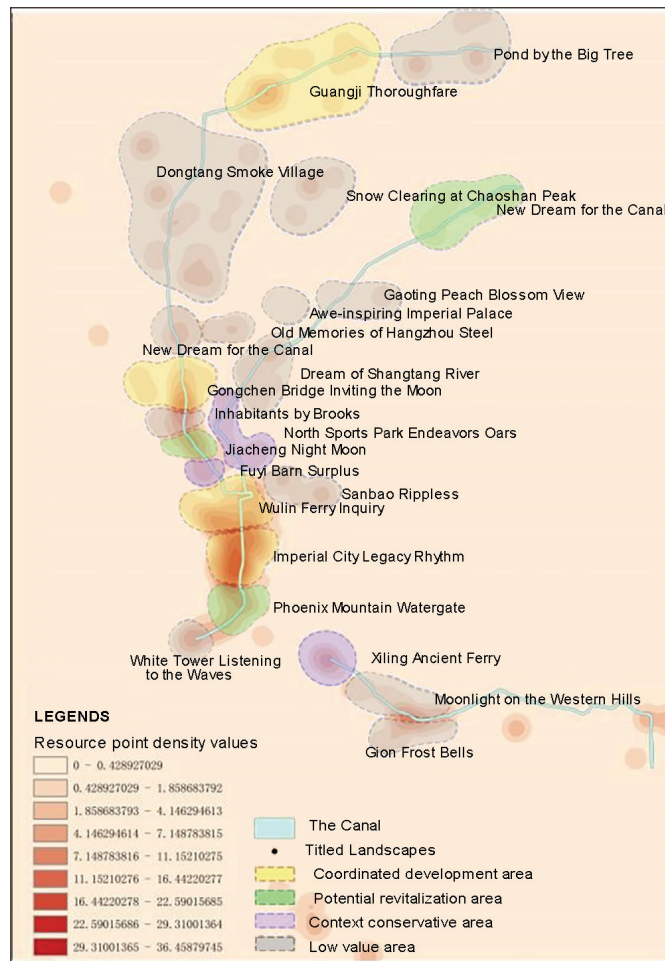 Pond by the Big Tree
Guangji Thoroughfare
Dongtang Smoke Village
Snow Clearing at Chaoshan Peak
New Dream for the Canal
Gaoting Peach Blossom View
Awe-inspiring Imperial Palace
Old Memories of Hangzhou Steel
New Dream for the Canal
Dream of Shangtang River
Gongchen Bridge Inviting the Moon
Inhabitants by Brooks
North Sports Park Endeavors Oars
Jiacheng Night Moon
Fuyi Barn Surplus
Sanbao Rippless
Wulin Ferry Inquiry
Imperial City Legacy Rhythm
Phoenix Mountain Watergate
White Tower Listening
to the Waves
Xiling Ancient Ferry
Moonlight on the Western Hills
Gion Frost Bells
LEGENDS
Resource point density values
0 - 0.428927029
0.428927029 - 1.858683792
1.858683793 - 4.146294613
4.146294614 - 7.148783815
7.148783816 - 11.15210275
11.15210276 - 16.44220277
16.44220278 - 22.59015685
22.59015686 - 29.31001364
29.31001365 - 36.45879745
The Canal
Titled Landscapes
Coordinated development area
Potential revitalization area
Context conservative area
Low value area